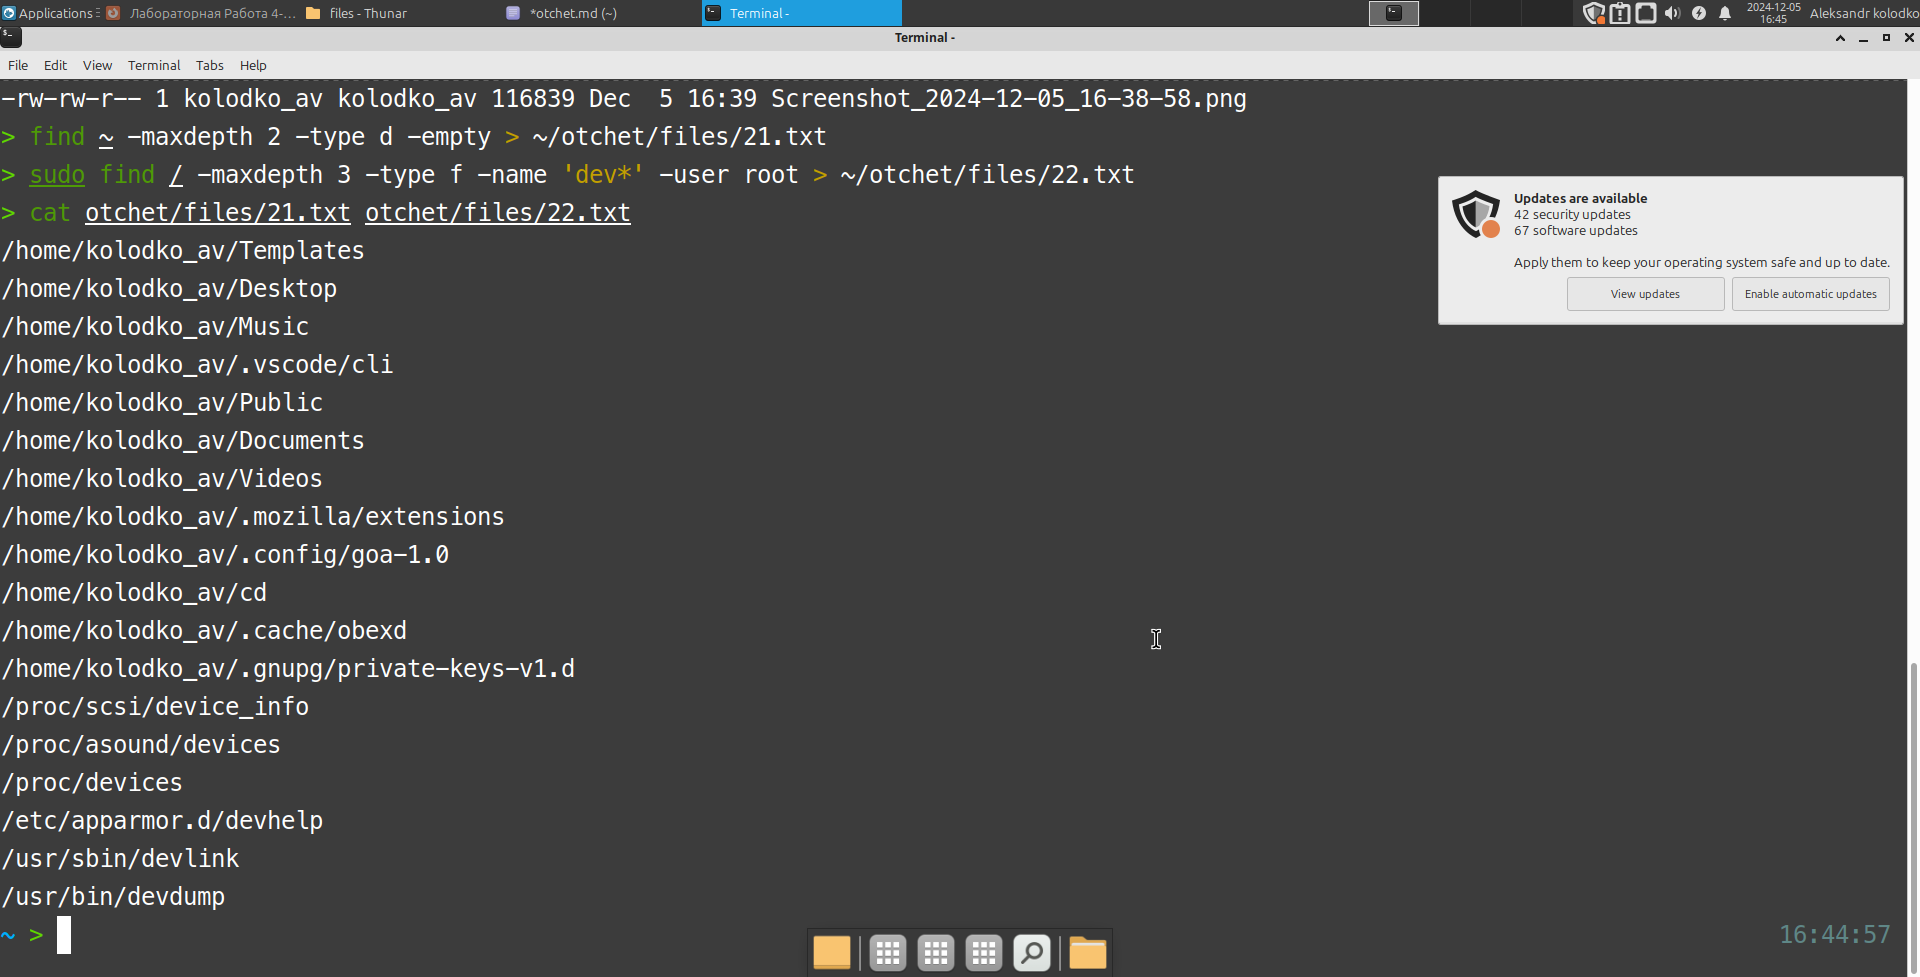 Applications Лабораторная Работа 4-... files - Thunar *otchet.md (~) Terminal - 2024-12-05 16:45 Aleksandr kolodko
Terminal -
File Edit View Terminal Tabs Help
-rw-rw-r-- 1 kolodko_av kolodko_av 116839 Dec  5 16:39 Screenshot_2024-12-05_16-38-58.png
> find ~ -maxdepth 2 -type d -empty > ~/otchet/files/21.txt
> sudo find / -maxdepth 3 -type f -name 'dev*' -user root > ~/otchet/files/22.txt
> cat otchet/files/21.txt otchet/files/22.txt
/home/kolodko_av/Templates
/home/kolodko_av/Desktop
/home/kolodko_av/Music
/home/kolodko_av/.vscode/cli
/home/kolodko_av/Public
/home/kolodko_av/Documents
/home/kolodko_av/Videos
/home/kolodko_av/.mozilla/extensions
/home/kolodko_av/.config/goa-1.0
/home/kolodko_av/cd
/home/kolodko_av/.cache/obexd
/home/kolodko_av/.gnupg/private-keys-v1.d
/proc/scsi/device_info
/proc/asound/devices
/proc/devices
/etc/apparmor.d/devhelp
/usr/sbin/devlink
/usr/bin/devdump
~ >
16:44:57
Updates are available
42 security updates
67 software updates
Apply them to keep your operating system safe and up to date.
View updates Enable automatic updates